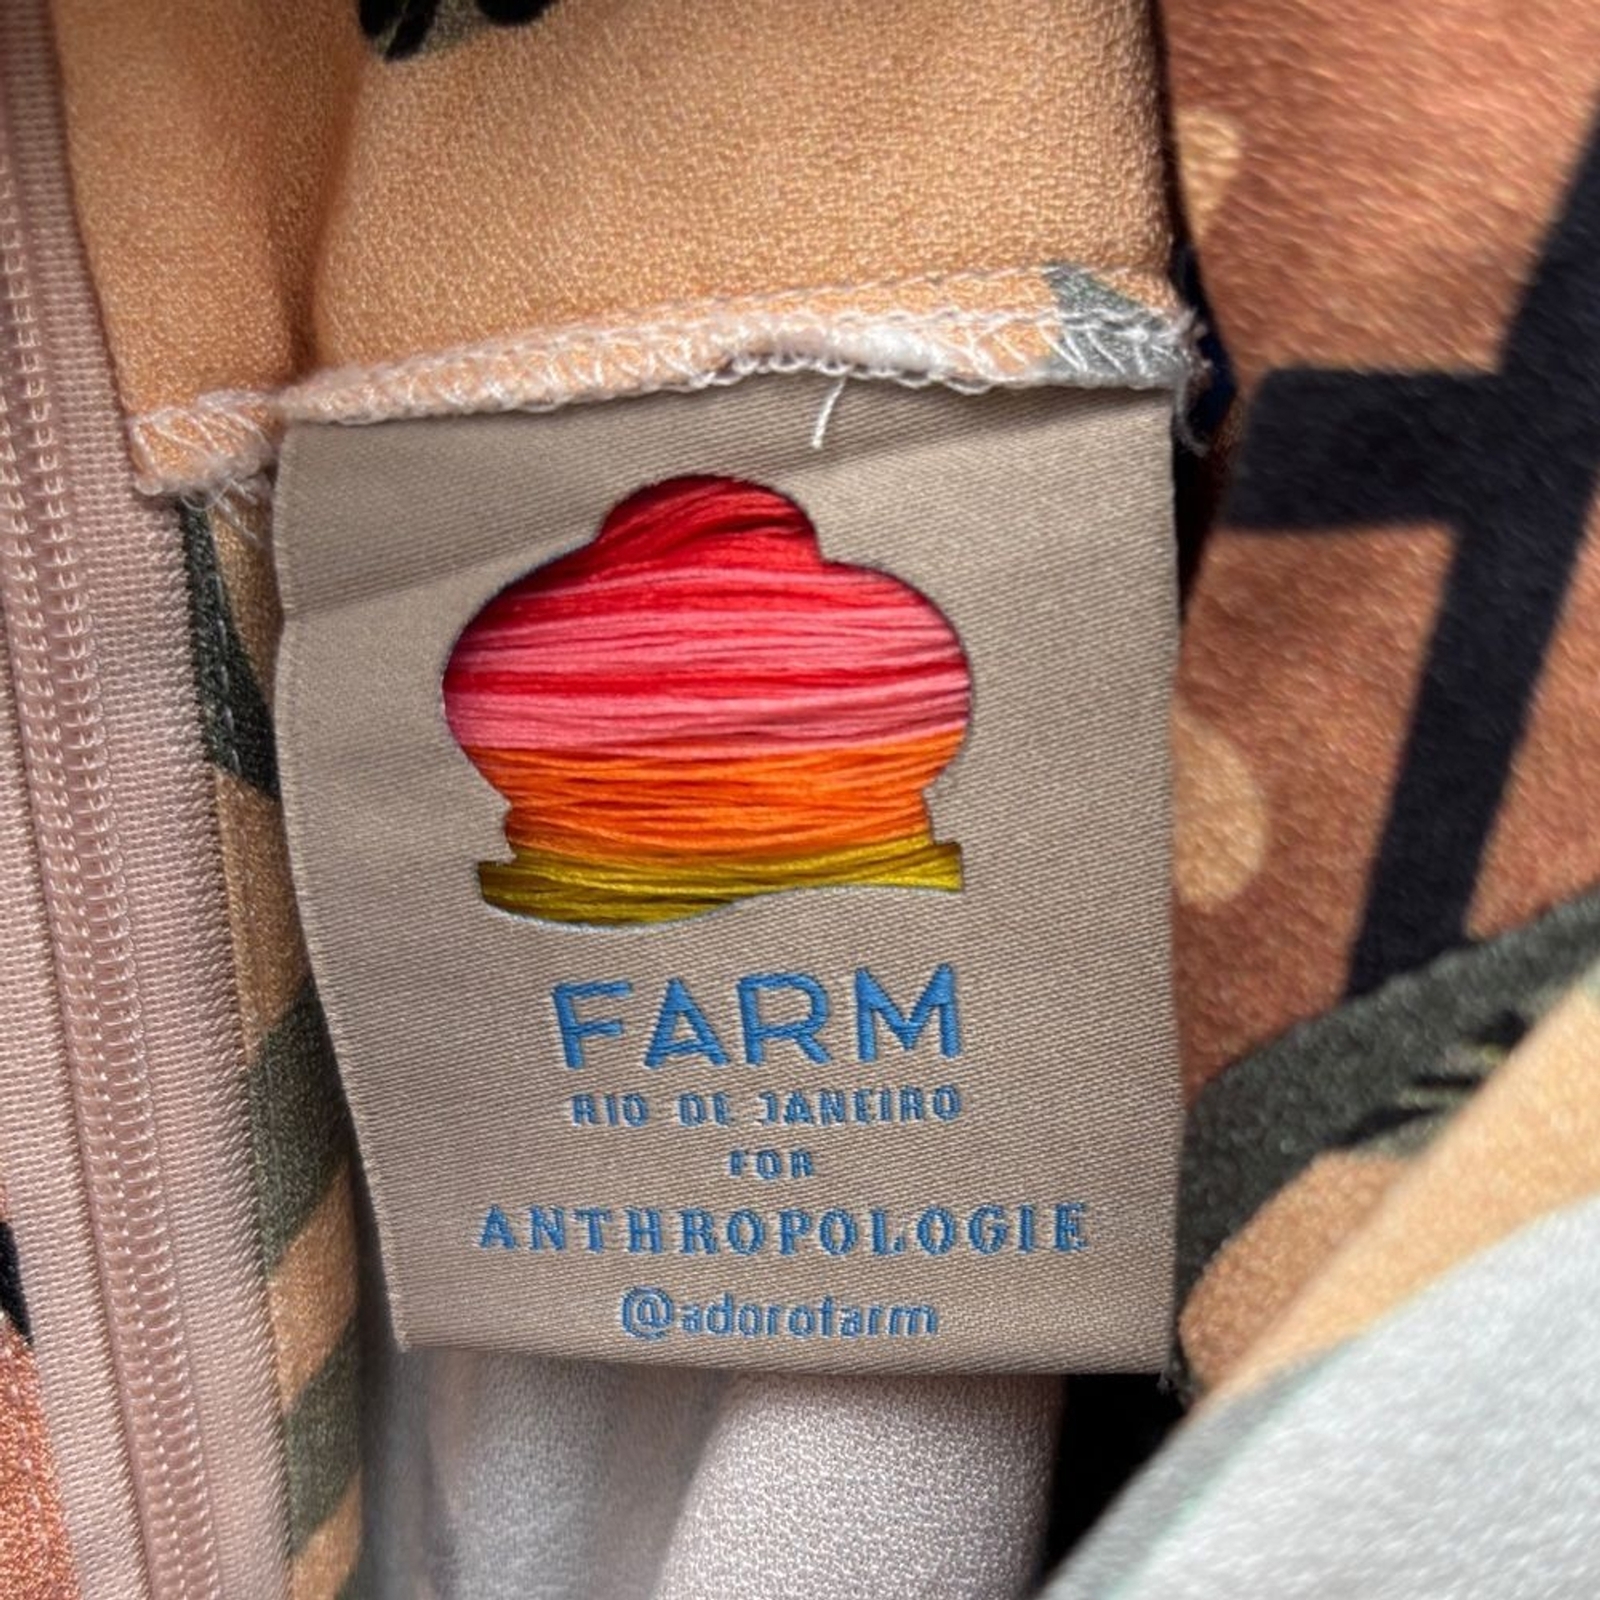 FARM
RIO DE JANEIRO
FOR
ANTHROPOLOGIE
@adorofarm